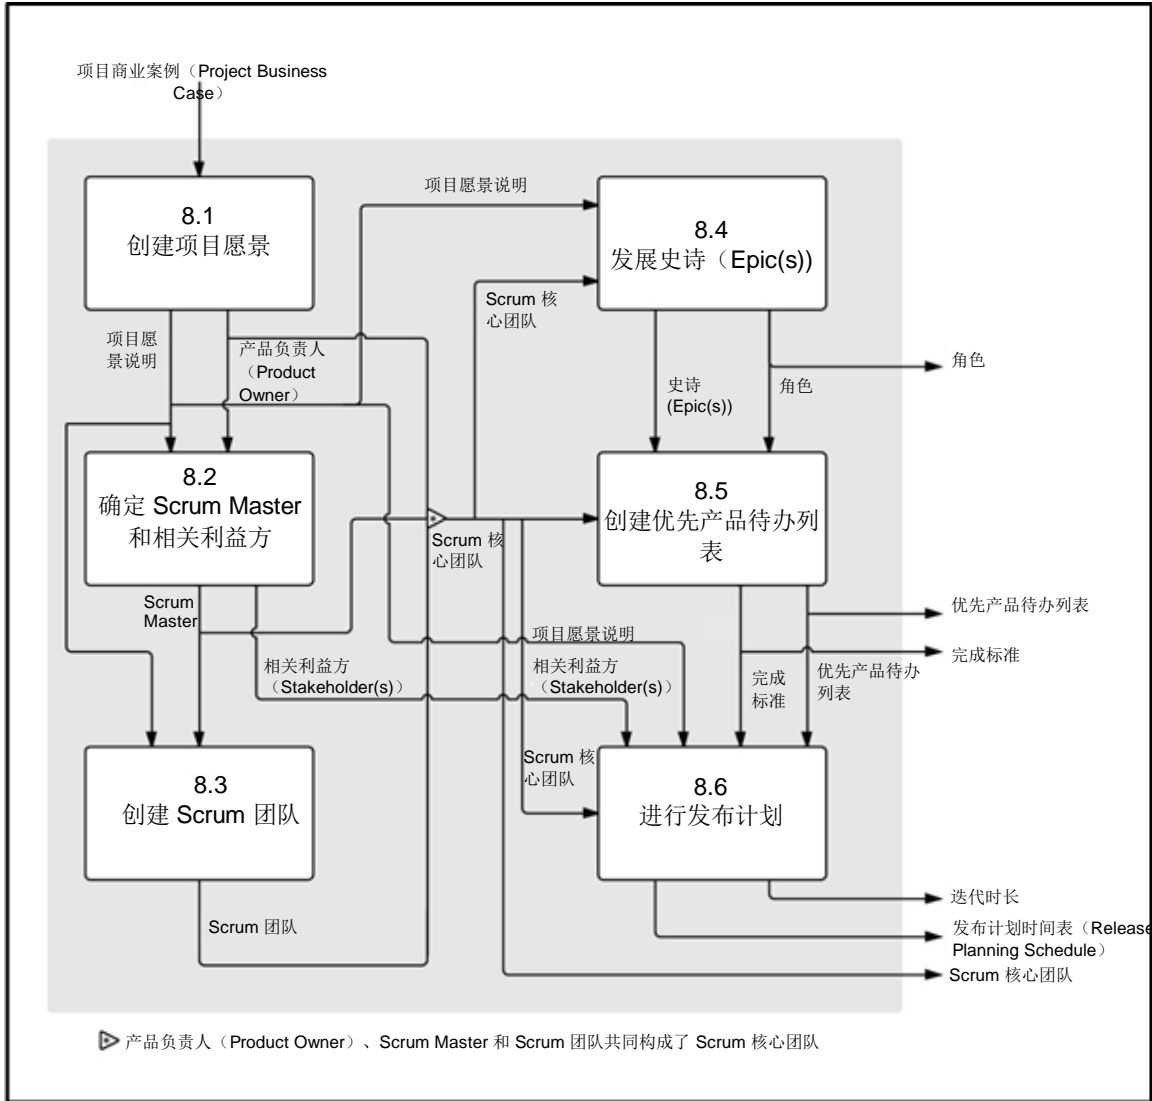 项目商业案例（Project Business
Case）
8.1
创建项目愿景
项目愿景说明
8.4
发展史诗（Epic(s))
Scrum 核
心团队
项目愿
景说明
产品负责人
（Product
Owner）
史诗
(Epic(s))
角色
角色
8.2
确定 Scrum Master
和相关利益方
Scrum 核
心团队
8.5
创建优先产品待办列
表
Scrum
Master
项目愿景说明
优先产品待办列表
完成标准
相关利益方
（Stakeholder(s)）
相关利益方
（Stakeholder(s)）
完成
标准
优先产品待办
列表
8.3
创建 Scrum 团队
Scrum 核
心团队
8.6
进行发布计划
Scrum 团队
迭代时长
发布计划时间表（Release
Planning Schedule）
Scrum 核心团队
产品负责人（Product Owner）、Scrum Master 和 Scrum 团队共同构成了 Scrum 核心团队